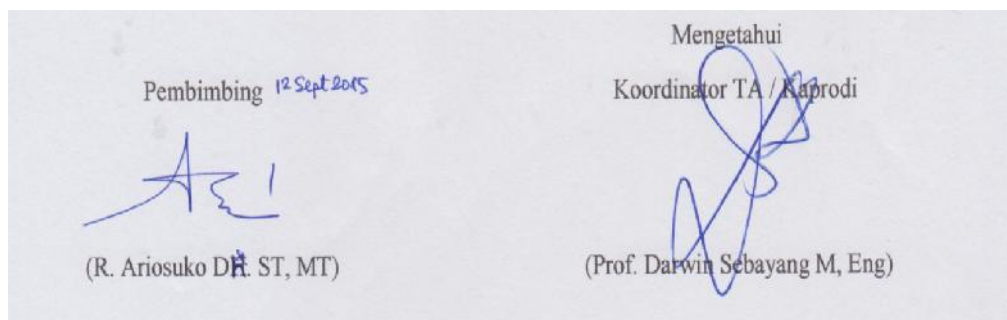 Mengetahui
Pembimbing 12 Sept 2015
Koordinator TA / Kaprodi
(R. Ariosuko DH. ST, MT)
(Prof. Darwin Sebayang M, Eng)